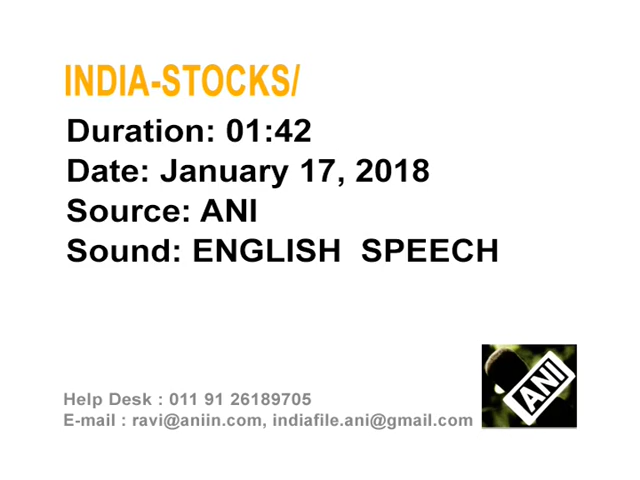 INDIA-STOCKS/
Duration: 01:42
Date: January 17, 2018
Source: ANI
Sound: ENGLISH  SPEECH
Help Desk : 011 91 26189705
E-mail : ravi@aniin.com, indiafile.ani@gmail.com
ANI